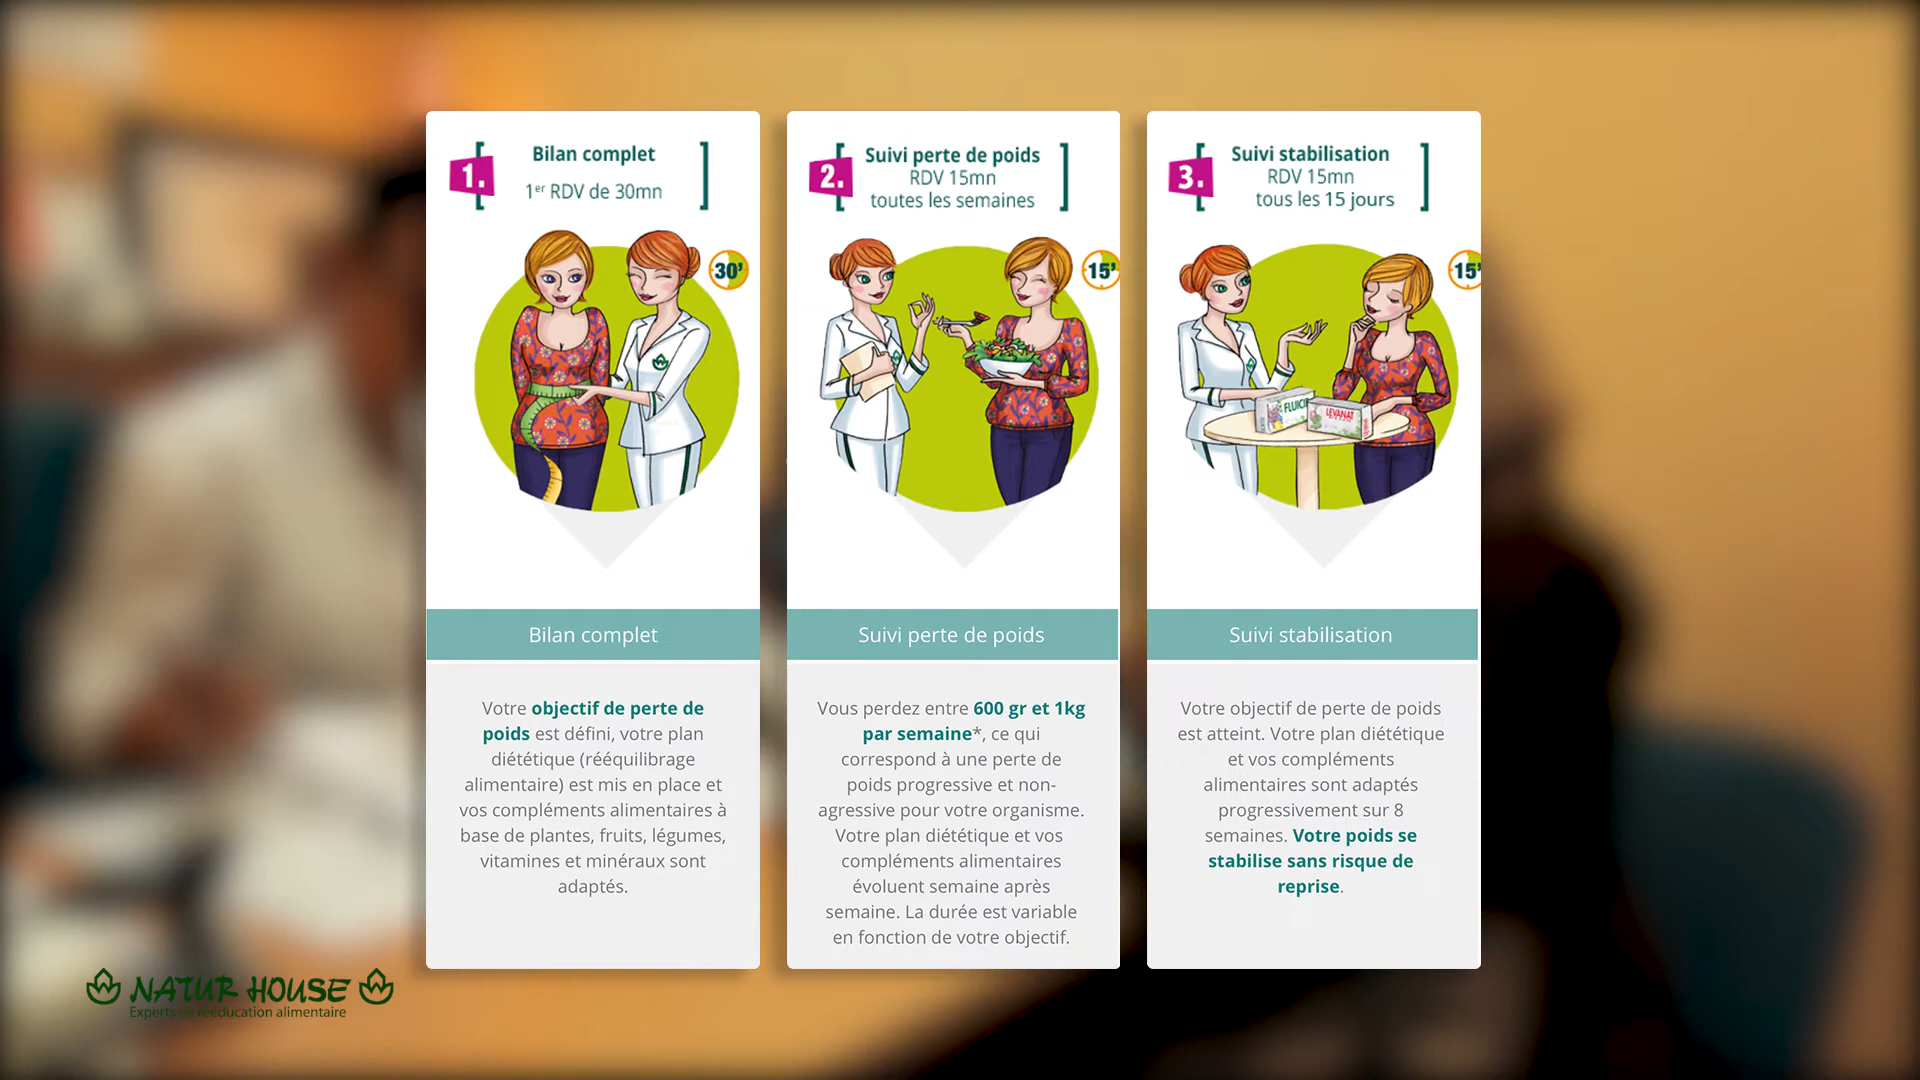 1.
Bilan complet
1er RDV de 30mn
30'
Bilan complet
Votre objectif de perte de
poids est défini, votre plan
diététique (rééquilibrage
alimentaire) est mis en place et
vos compléments alimentaires à
base de plantes, fruits, légumes,
vitamines et minéraux sont
adaptés.
2.
Suivi perte de poids
RDV 15mn
toutes les semaines
15'
Suivi perte de poids
Vous perdez entre 600 gr et 1kg
par semaine*, ce qui
correspond à une perte de
poids progressive et non-
agressive pour votre organisme.
Votre plan diététique et vos
compléments alimentaires
évoluent semaine après
semaine. La durée est variable
en fonction de votre objectif.
3.
Suivi stabilisation
RDV 15mn
tous les 15 jours
15'
FLUICI
LEVANAT
Suivi stabilisation
Votre objectif de perte de poids
est atteint. Votre plan diététique
et vos compléments
alimentaires sont adaptés
progressivement sur 8
semaines. Votre poids se
stabilise sans risque de
reprise.
NATUR HOUSE
Experts en rééducation alimentaire